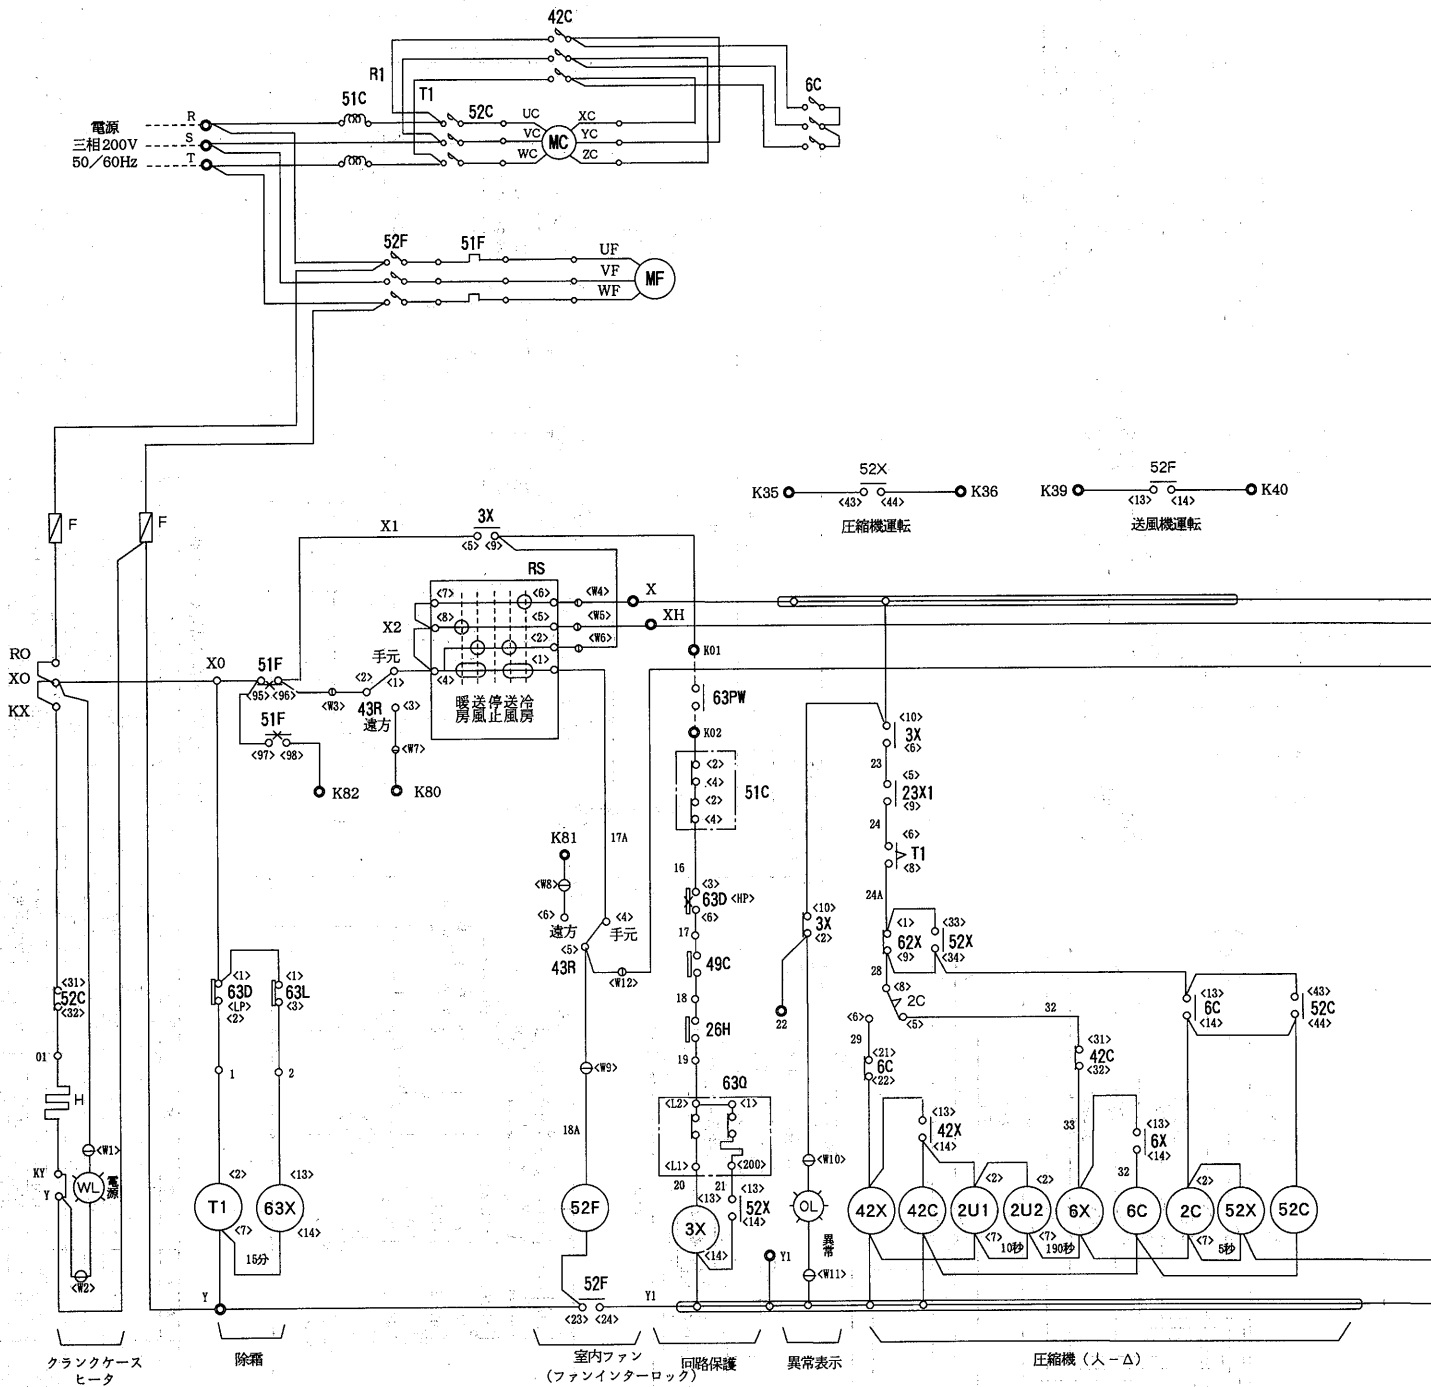 42C
R1
T1
51C
52C
6C
電源
三相200V
50/60Hz
R
S
T
UC
VC
WC
MC
XC
YC
ZC
52F
51F
UF
VF
WF
MF
52X
K35
K36
<43>
<44>
圧縮機運転
52F
K39
K40
<13>
<14>
送風機運転
F
F
X1
3X
<5>
<9>
RS
<7>
<6>
<W4>
X
<8>
<5>
<W5>
XH
X2
<2>
<W6>
<4>
<1>
暖房
送風
停止
送風
冷房
RO
XO
KX
X0
51F
<95>
<96>
51F
<97>
<98>
K82
<W3>
手元
<2>
<1>
43R
遠方
<3>
<W7>
K80
K01
63PW
K02
<2>
<4>
<2>
<4>
51C
17A
K81
<W8>
<6>
遠方
<4>
手元
<5>
43R
<W12>
16
<3>
63D
<HP>
<6>
17
49C
18
26H
19
63Q
<L2>
<1>
<L1>
<200>
20
21
<13>
3X
<14>
<13>
52X
<14>
<10>
3X
<2>
22
<10>
3X
<6>
23
<5>
23X1
<9>
24
<6>
T1
<8>
24A
<1>
62X
<9>
<33>
52X
<34>
28
<8>
2C
<6>
<5>
29
<21>
6C
<22>
32
<31>
42C
<32>
<13>
6C
<14>
<43>
52C
<44>
<31>
52C
<32>
01
H
KY
Y
<W1>
WL
電源
<W2>
<1>
63D
<LP>
<2>
<1>
63L
<3>
1
2
<2>
T1
<7>
<13>
63X
<14>
15分
Y
<W9>
18A
52F
52F
<23>
<24>
Y1
Y1
<W10>
OL
異常
<W11>
<13>
42X
<14>
33
<13>
6X
<14>
32
42X
42C
<2>
2U1
<7>
10秒
<2>
2U2
<7>
190秒
6X
6C
<2>
2C
<7>
52X
5秒
52C
クランクケース
ヒータ
除霜
室内ファン
(ファンインターロック)
回路保護
異常表示
圧縮機(人−Δ)